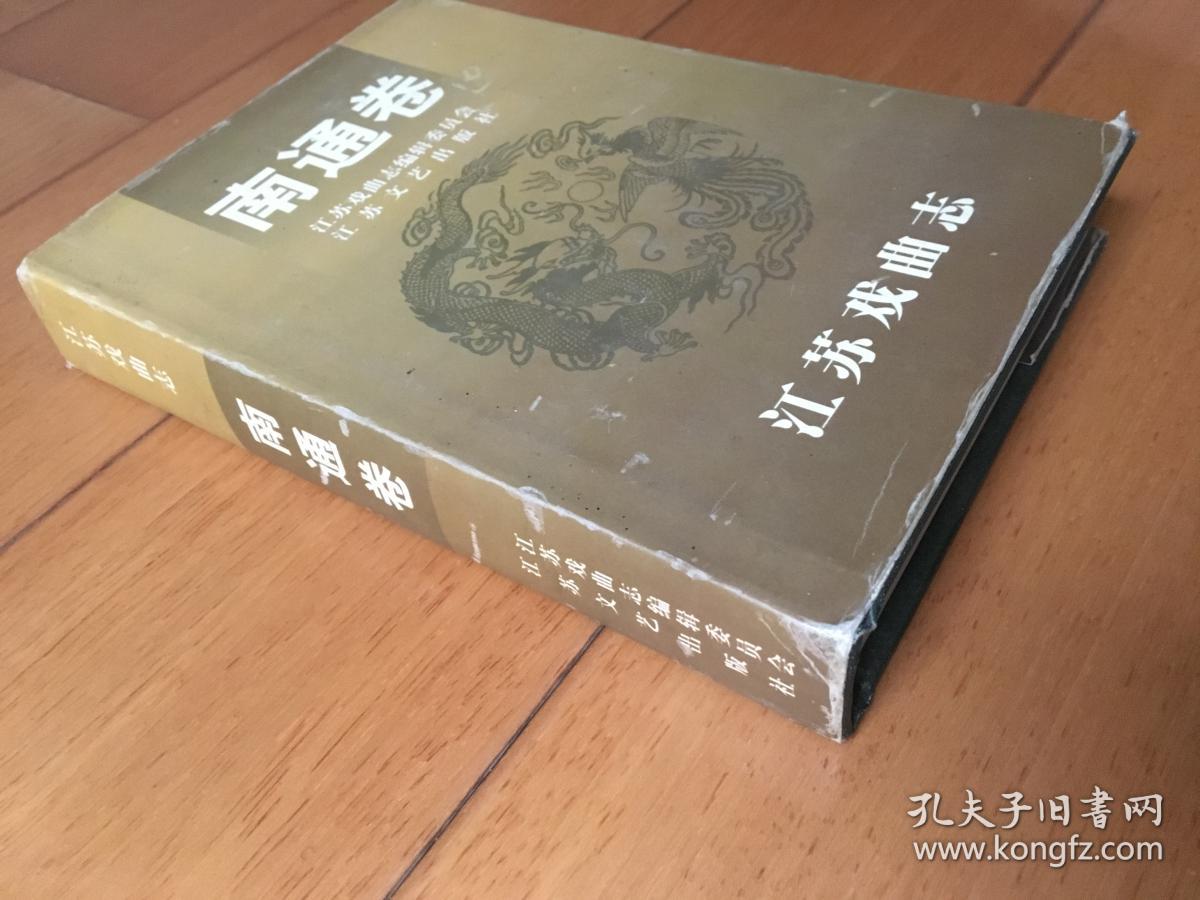 南通卷
江苏戏曲志编辑委员会
江苏文艺出版社
江苏戏曲志
江苏戏曲志
南通卷
江苏戏曲志编辑委员会
江苏文艺出版社
孔夫子旧書网
www.kongfz.com